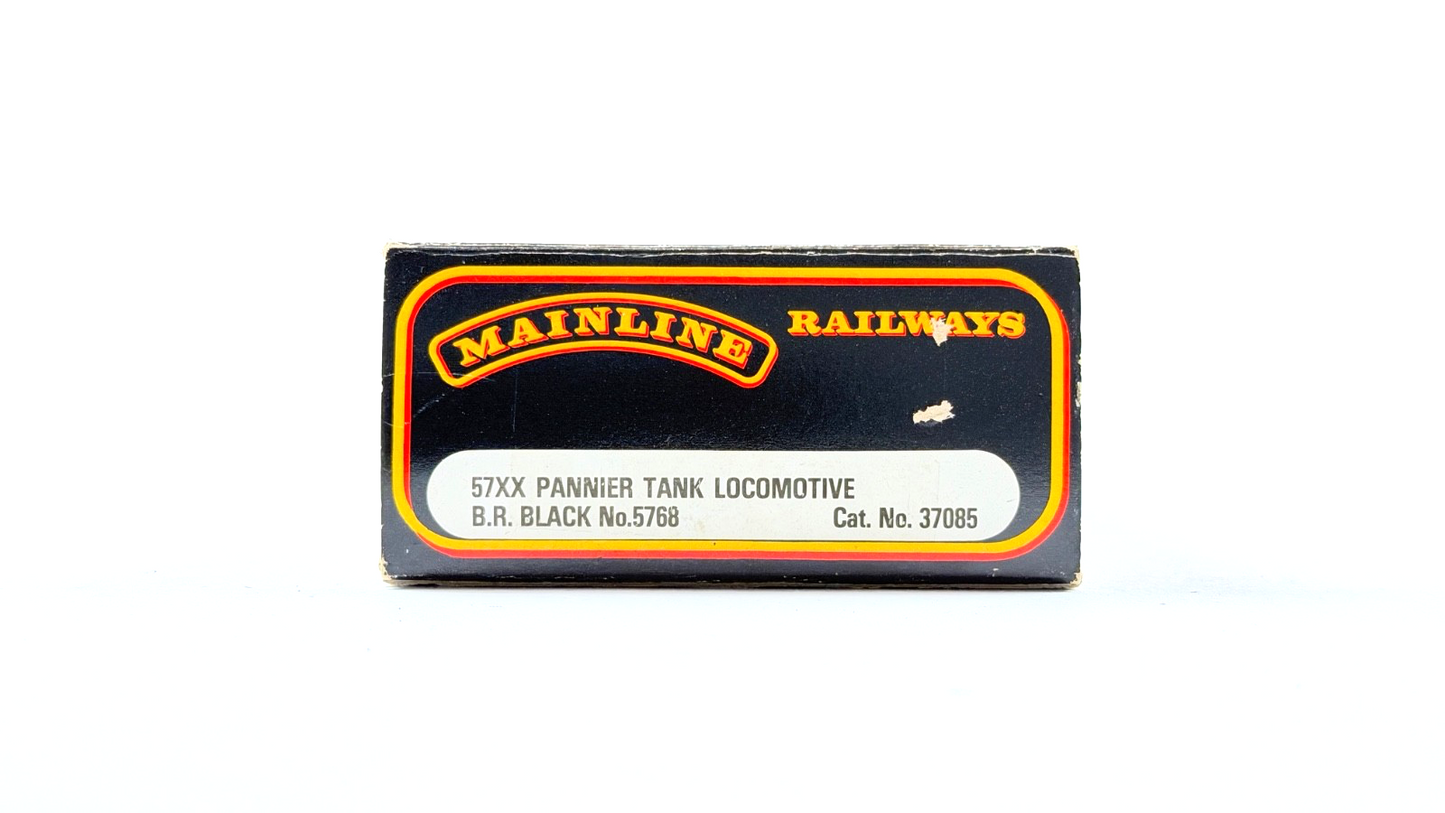 MAINLINE RAILWAYS
57XX PANNIER TANK LOCOMOTIVE
B.R. BLACK No.5768 Cat. No. 37085